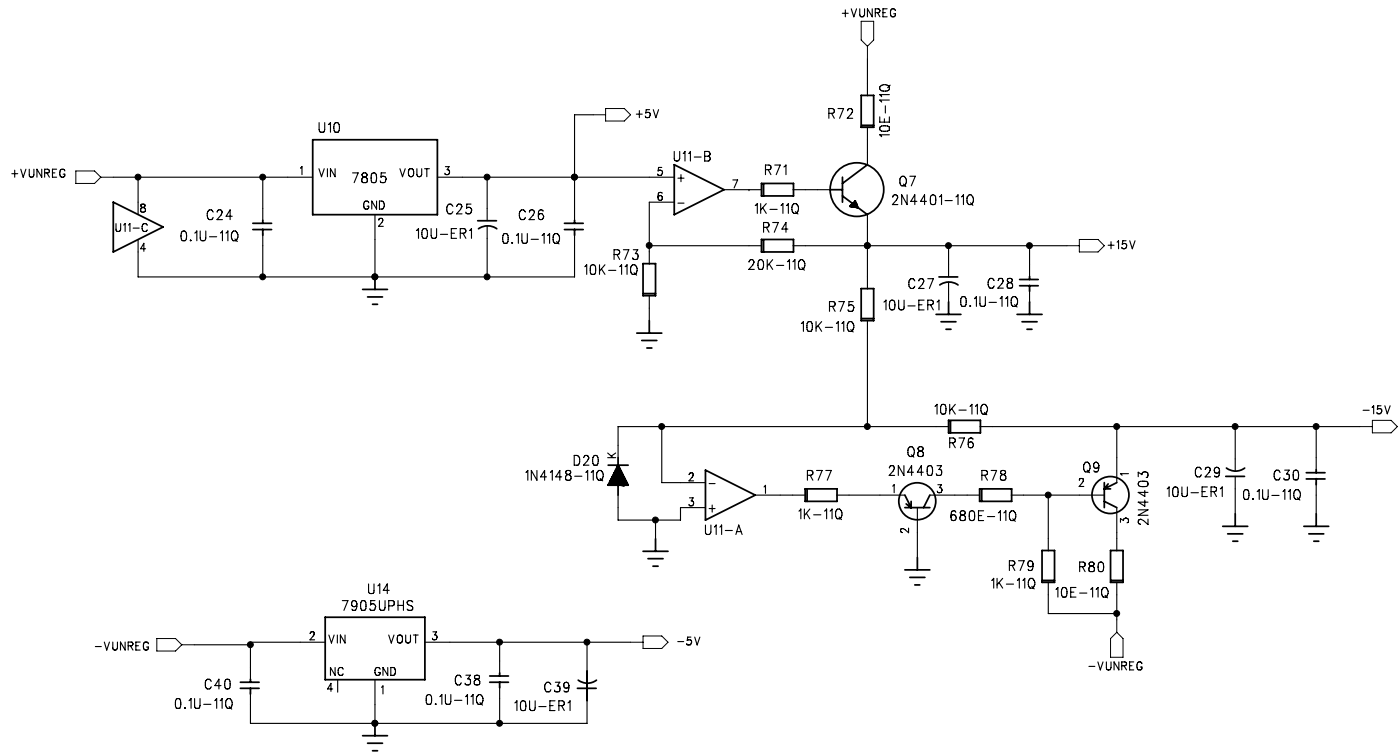 +VUNREG
R72
10E-11Q
U10
+5V
+VUNREG
1
VIN
7805
VOUT
3
GND
2
8
U11-C
4
C24
0.1U-11Q
C25
10U-ER1
C26
0.1U-11Q
U11-B
5
+
6
-
7
R71
1K-11Q
Q7
2N4401-11Q
R74
20K-11Q
+15V
R73
10K-11Q
R75
10K-11Q
C27
10U-ER1
C28
0.1U-11Q
10K-11Q
R76
-15V
D20
1N4148-11Q
K
2
-
3
+
1
U11-A
R77
1K-11Q
Q8
2N4403
1
3
2
R78
680E-11Q
Q9
2
1
3
2N4403
C29
10U-ER1
C30
0.1U-11Q
R79
1K-11Q
R80
10E-11Q
-VUNREG
U14
7905UPHS
-VUNREG
2
VIN
VOUT
3
-5V
NC
4
GND
1
C40
0.1U-11Q
C38
0.1U-11Q
C39
10U-ER1